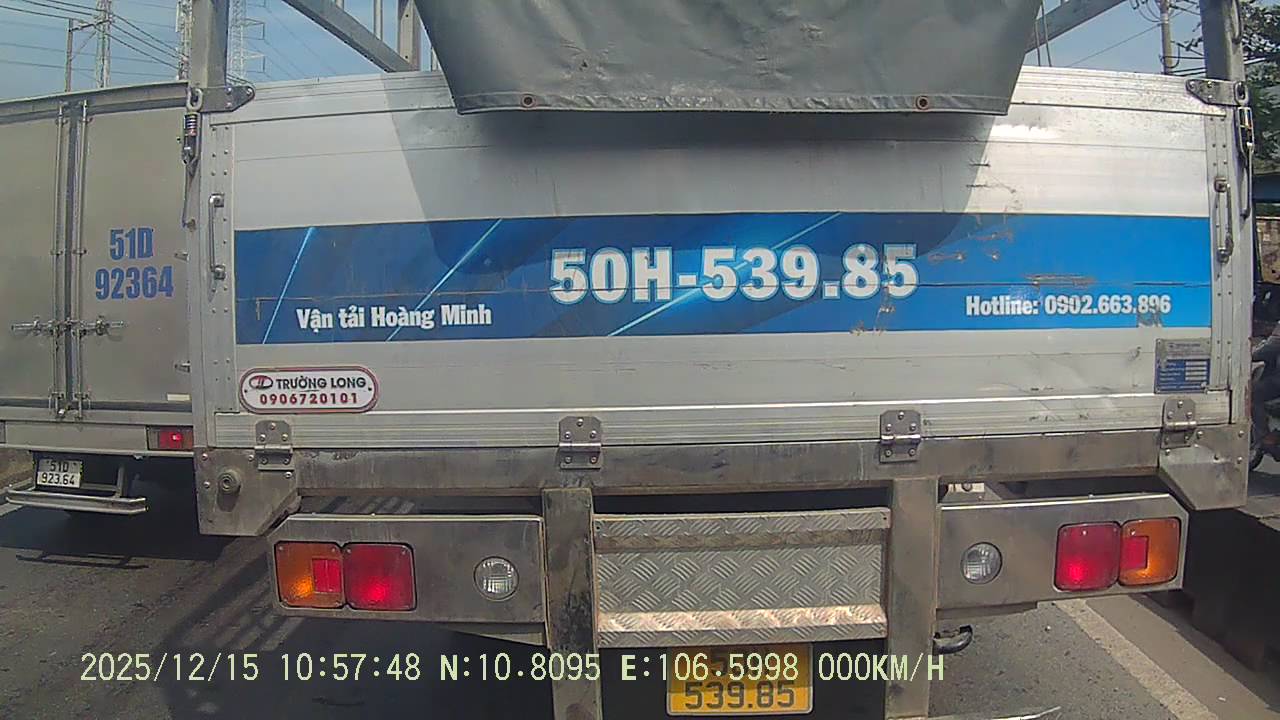 51D
92364
50H-539.85
Vận tải Hoàng Minh
Hotline: 0902.663.896
TRƯỜNG LONG
0906720101
51D
923.64
2025/12/15 10:57:48 N:10.8095 E:106.5998 000KM/H
539.85